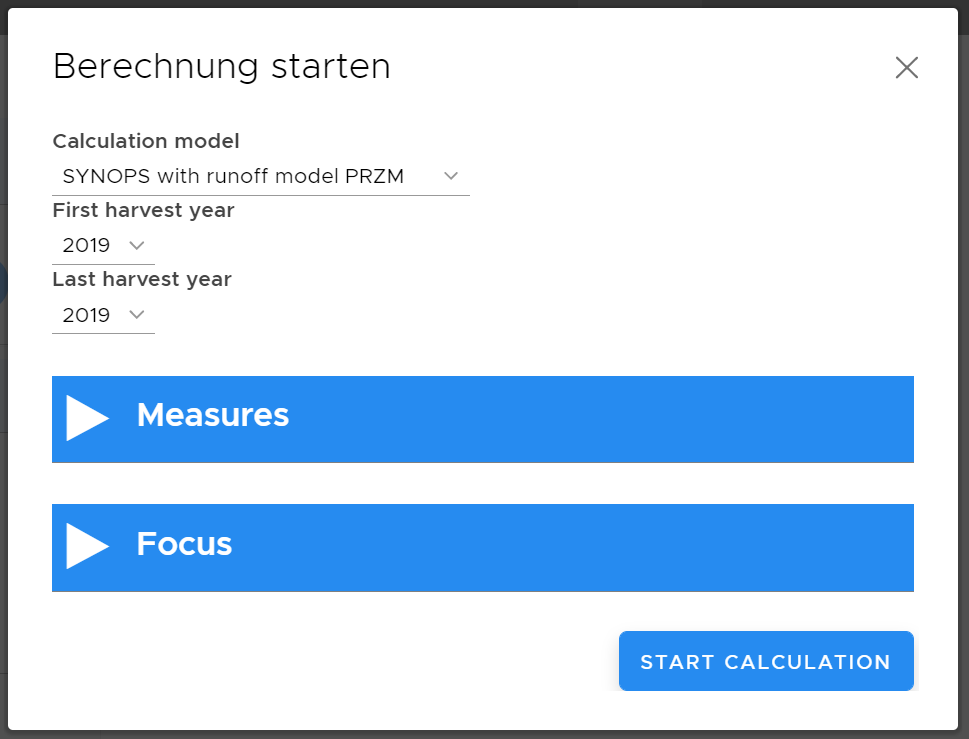 Berechnung starten
Calculation model
SYNOPS with runoff model PRZM
First harvest year
2019
Last harvest year
2019
Measures
Focus
START CALCULATION